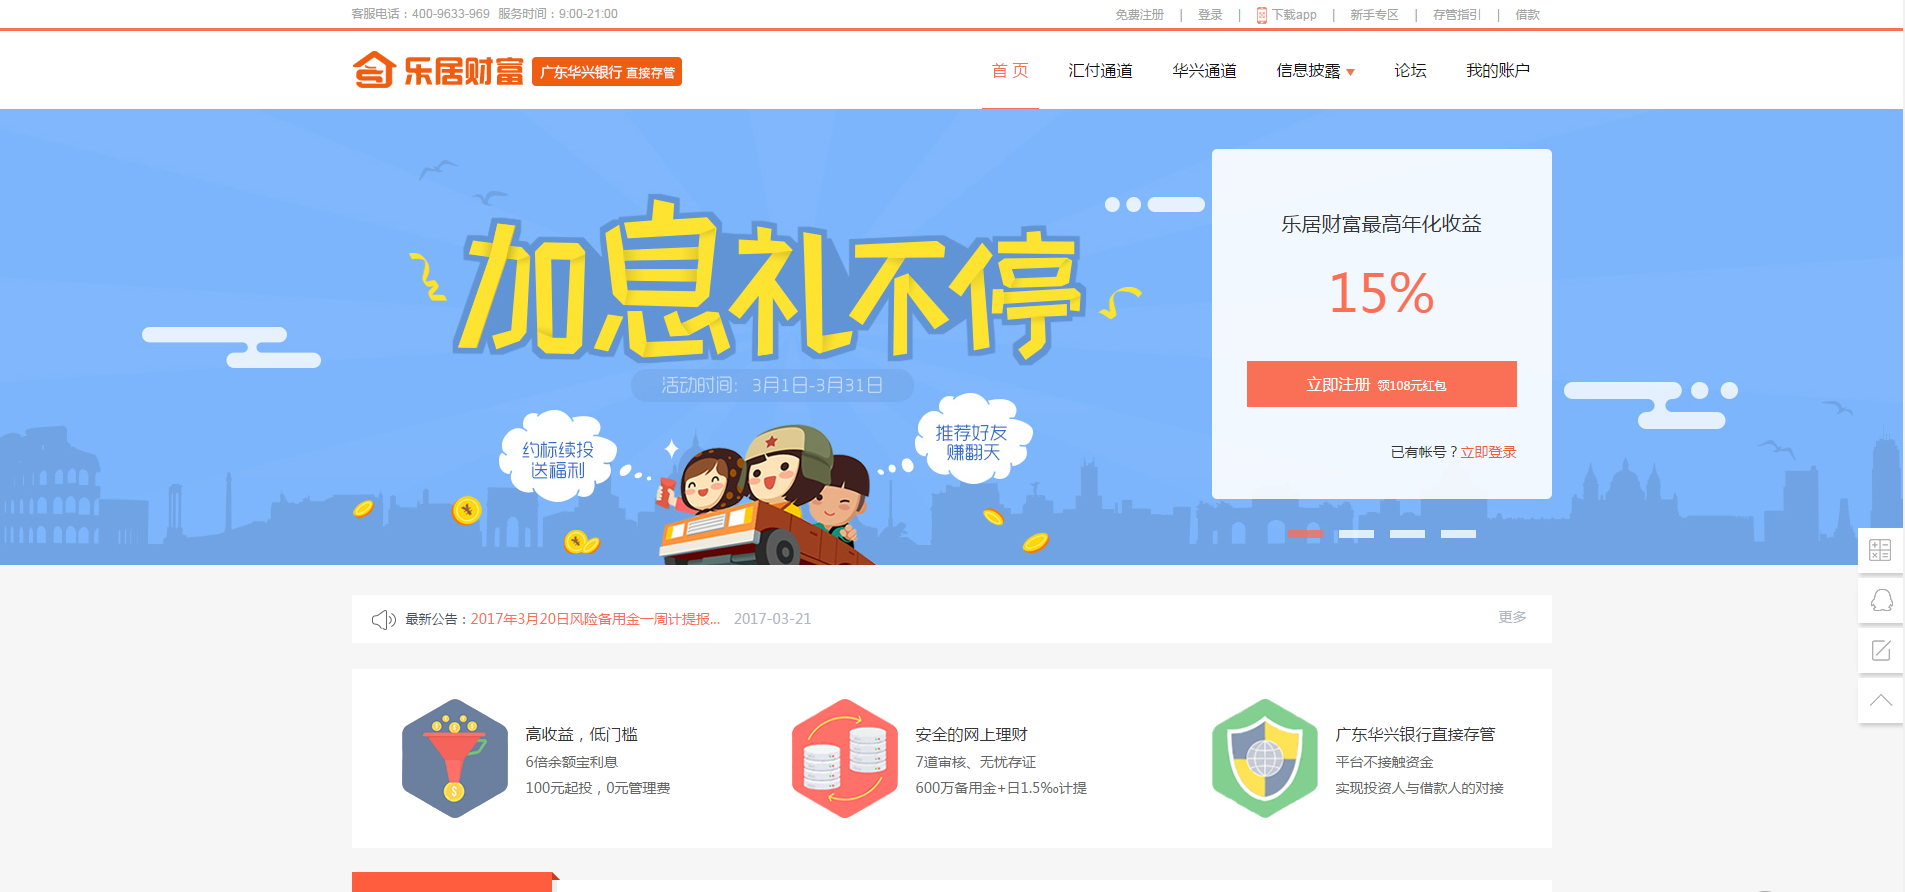 客服电话：400-9633-969 服务时间：9:00-21:00
免费注册 | 登录 | 下载app | 新手专区 | 存管指引 | 借款
乐居财富 广东华兴银行 直接存管
首 页 汇付通道 华兴通道 信息披露 论坛 我的账户
加息礼不停
活动时间：3月1日-3月31日
约标续投
送福利
推荐好友
赚翻天
乐居财富最高年化收益
15%
立即注册 领108元红包
已有帐号？立即登录
最新公告：2017年3月20日风险备用金一周计提报... 2017-03-21 更多
高收益，低门槛
6倍余额宝利息
100元起投，0元管理费
安全的网上理财
7道审核、无忧存证
600万备用金+日1.5‰计提
广东华兴银行直接存管
平台不接触资金
实现投资人与借款人的对接